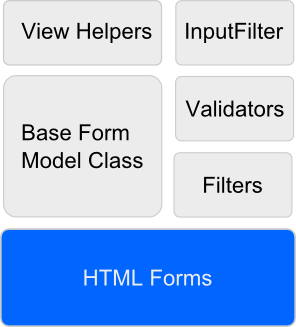 View Helpers
InputFilter
Base Form
Model Class
Validators
Filters
HTML Forms